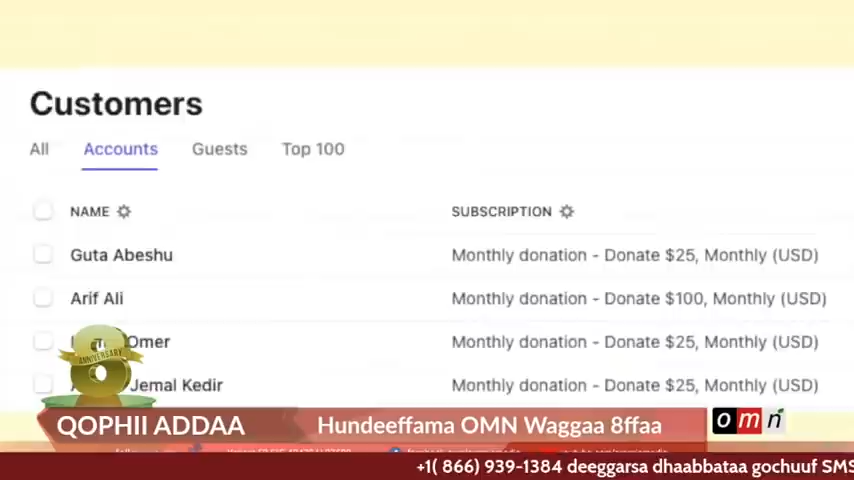 Customers
All Accounts Guests Top 100
NAME SUBSCRIPTION
Guta Abeshu Monthly donation - Donate $25, Monthly (USD)
Arif Ali Monthly donation - Donate $100, Monthly (USD)
Omer Monthly donation - Donate $25, Monthly (USD)
Jemal Kedir Monthly donation - Donate $25, Monthly (USD)
8
ANNIVERSARY
QOPHII ADDAA Hundeeffama OMN Waggaa 8ffaa omn
+1( 866) 939-1384 deeggarsa dhaabbataa gochuuf SMS